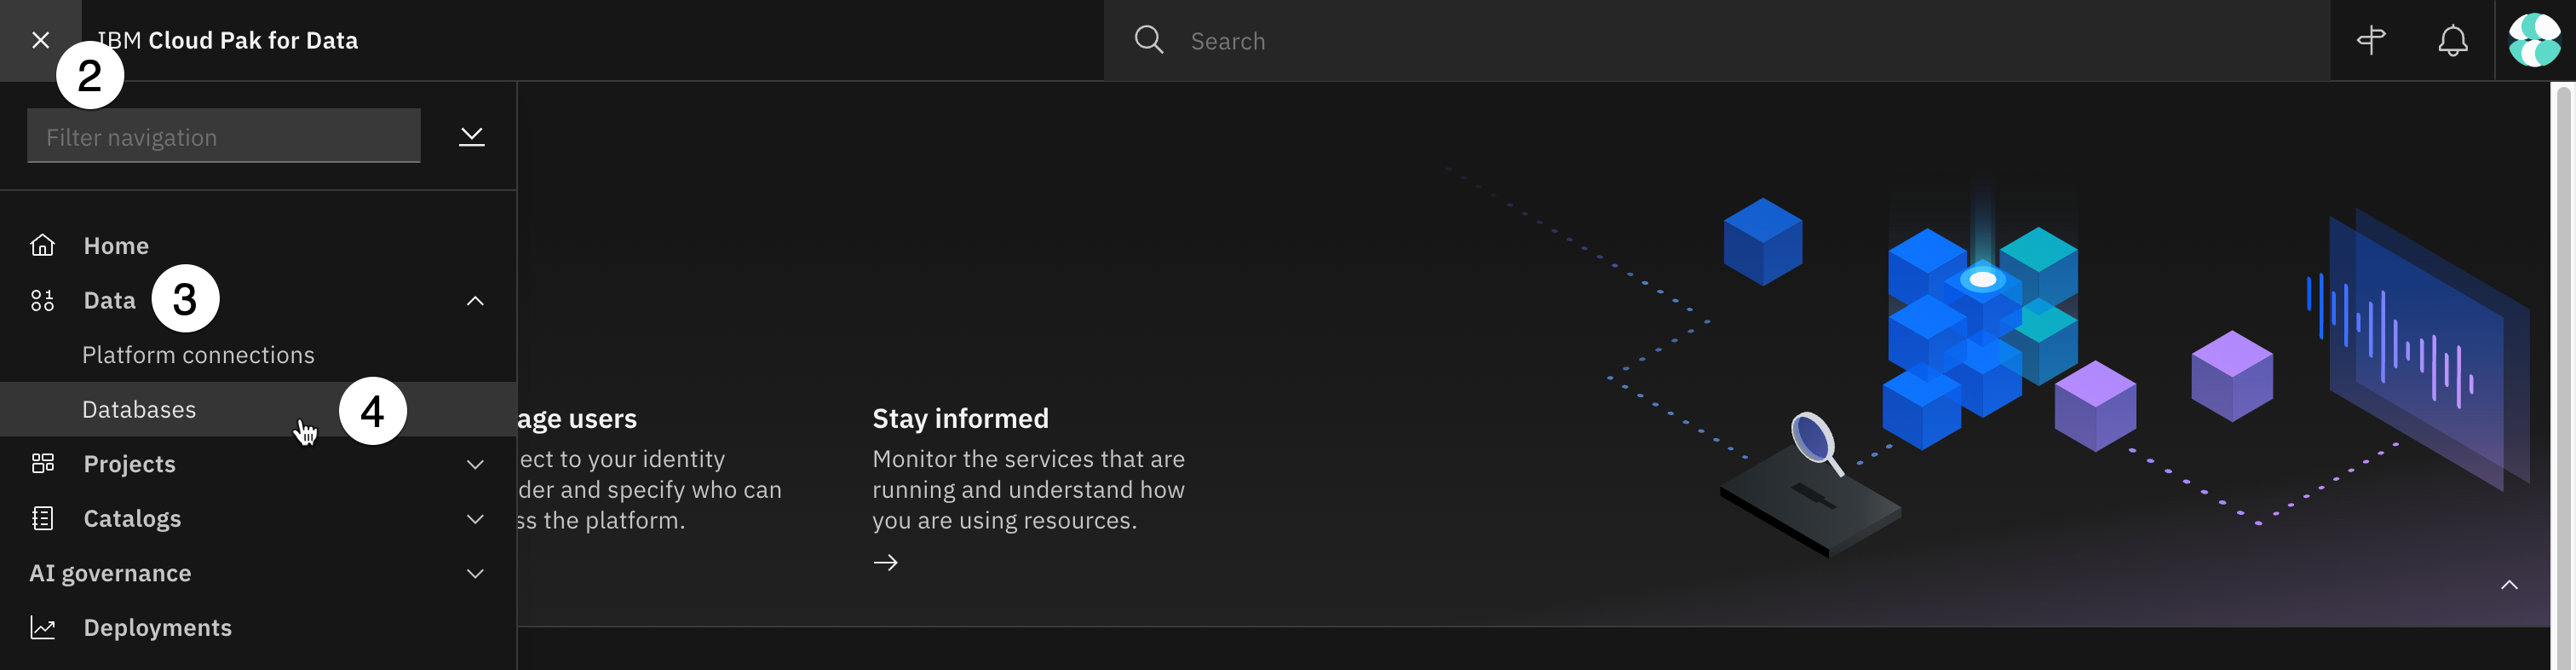 IBM Cloud Pak for Data
Search
2
Filter navigation
Home
Data
3
Platform connections
Databases
4
Projects
Catalogs
AI governance
Deployments
age users
ect to your identity
der and specify who can
ss the platform.
Stay informed
Monitor the services that are
running and understand how
you are using resources.